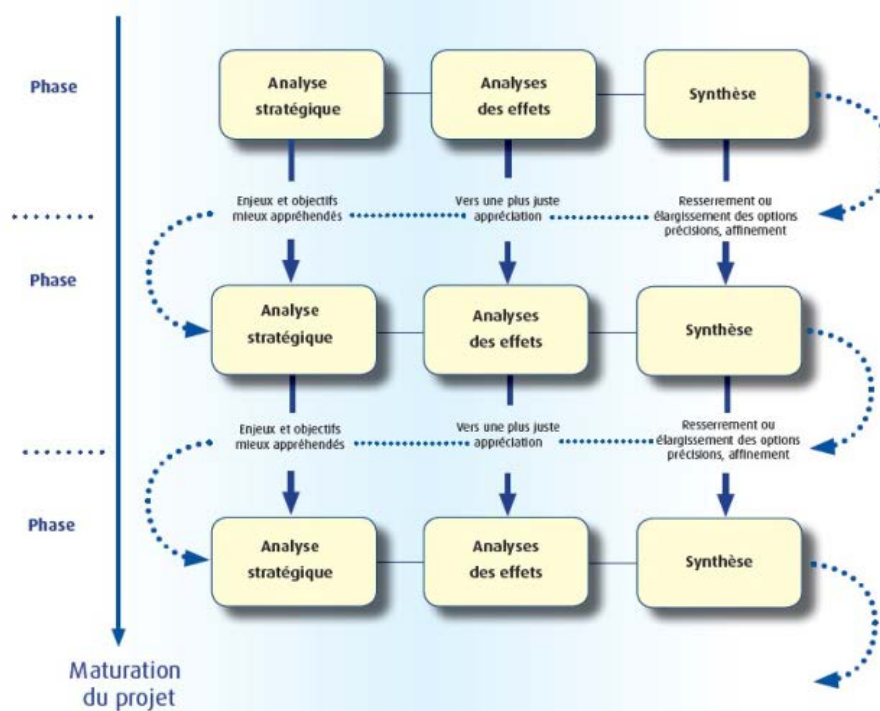 Phase
Analyse
stratégique
Analyses
des effets
Synthèse
Enjeux et objectifs
mieux appréhendés
Vers une plus juste
appréciation
Resserrement ou
élargissement des options
précisions, affinement
Phase
Analyse
stratégique
Analyses
des effets
Synthèse
Enjeux et objectifs
mieux appréhendés
Vers une plus juste
appréciation
Resserrement ou
élargissement des options
précisions, affinement
Phase
Analyse
stratégique
Analyses
des effets
Synthèse
Maturation
du projet